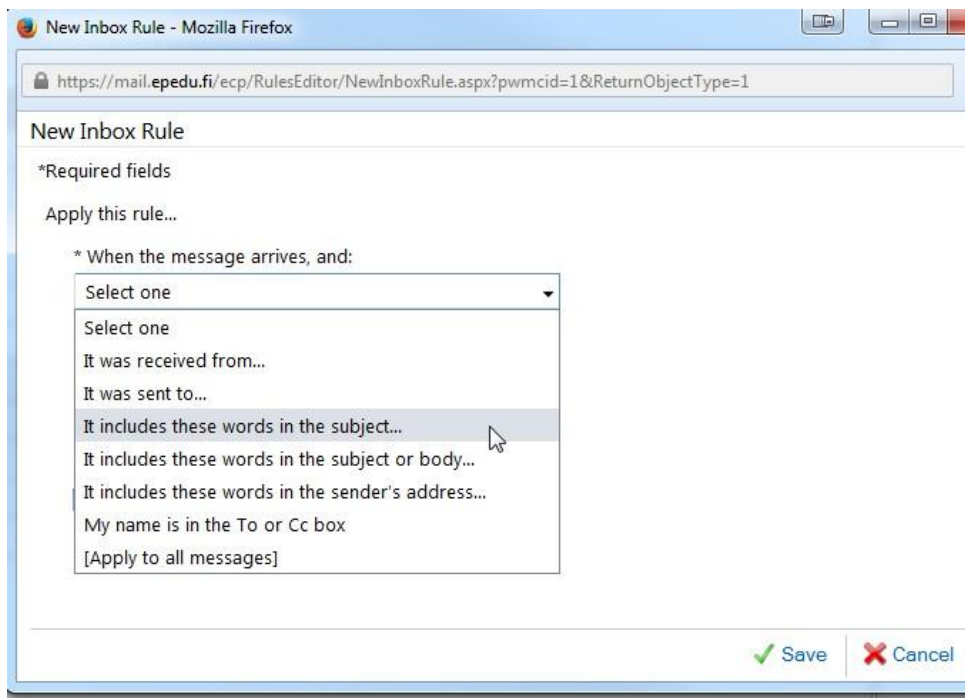 New Inbox Rule - Mozilla Firefox
https://mail.epedu.fi/ecp/RulesEditor/NewInboxRule.aspx?pwmcid=1&ReturnObjectType=1
New Inbox Rule
*Required fields
Apply this rule...
* When the message arrives, and:
Select one
Select one
It was received from...
It was sent to...
It includes these words in the subject...
It includes these words in the subject or body...
It includes these words in the sender's address...
My name is in the To or Cc box
[Apply to all messages]
Save
Cancel